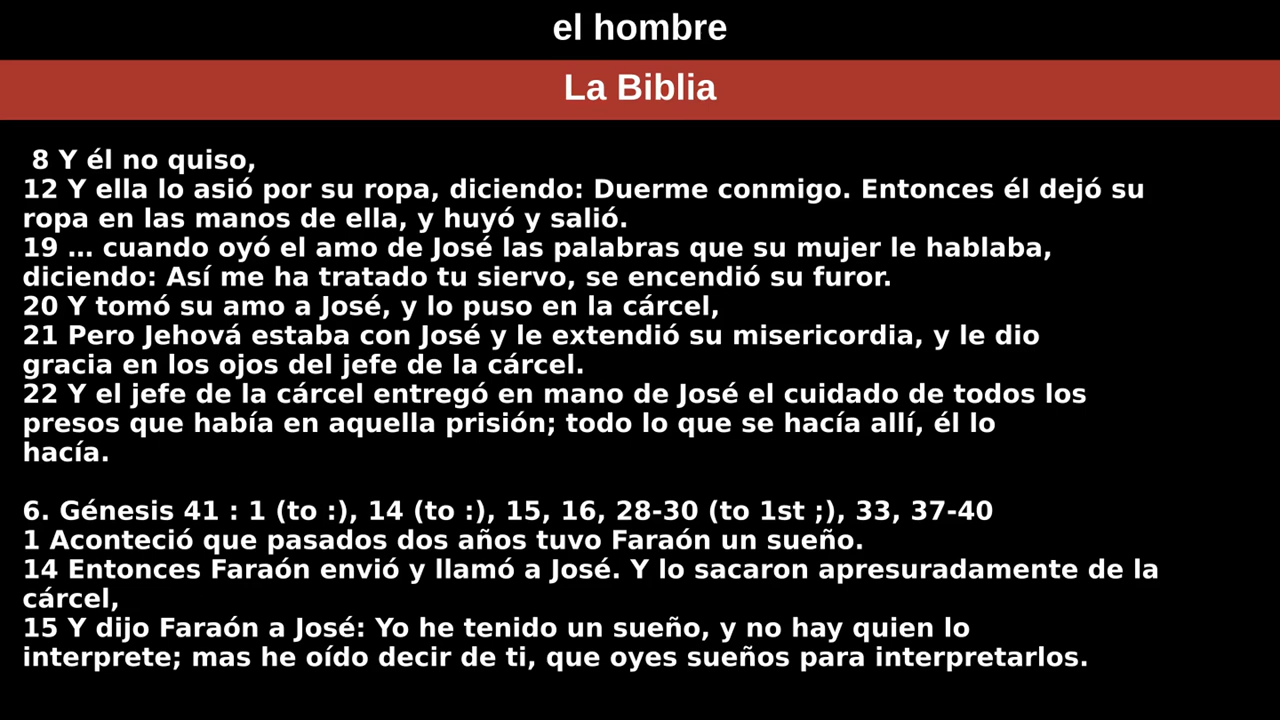 el hombre
La Biblia
8 Y él no quiso,
12 Y ella lo asió por su ropa, diciendo: Duerme conmigo. Entonces él dejó su
ropa en las manos de ella, y huyó y salió.
19 … cuando oyó el amo de José las palabras que su mujer le hablaba,
diciendo: Así me ha tratado tu siervo, se encendió su furor.
20 Y tomó su amo a José, y lo puso en la cárcel,
21 Pero Jehová estaba con José y le extendió su misericordia, y le dio
gracia en los ojos del jefe de la cárcel.
22 Y el jefe de la cárcel entregó en mano de José el cuidado de todos los
presos que había en aquella prisión; todo lo que se hacía allí, él lo
hacía.
6. Génesis 41 : 1 (to :), 14 (to :), 15, 16, 28-30 (to 1st ;), 33, 37-40
1 Aconteció que pasados dos años tuvo Faraón un sueño.
14 Entonces Faraón envió y llamó a José. Y lo sacaron apresuradamente de la
cárcel,
15 Y dijo Faraón a José: Yo he tenido un sueño, y no hay quien lo
interprete; mas he oído decir de ti, que oyes sueños para interpretarlos.